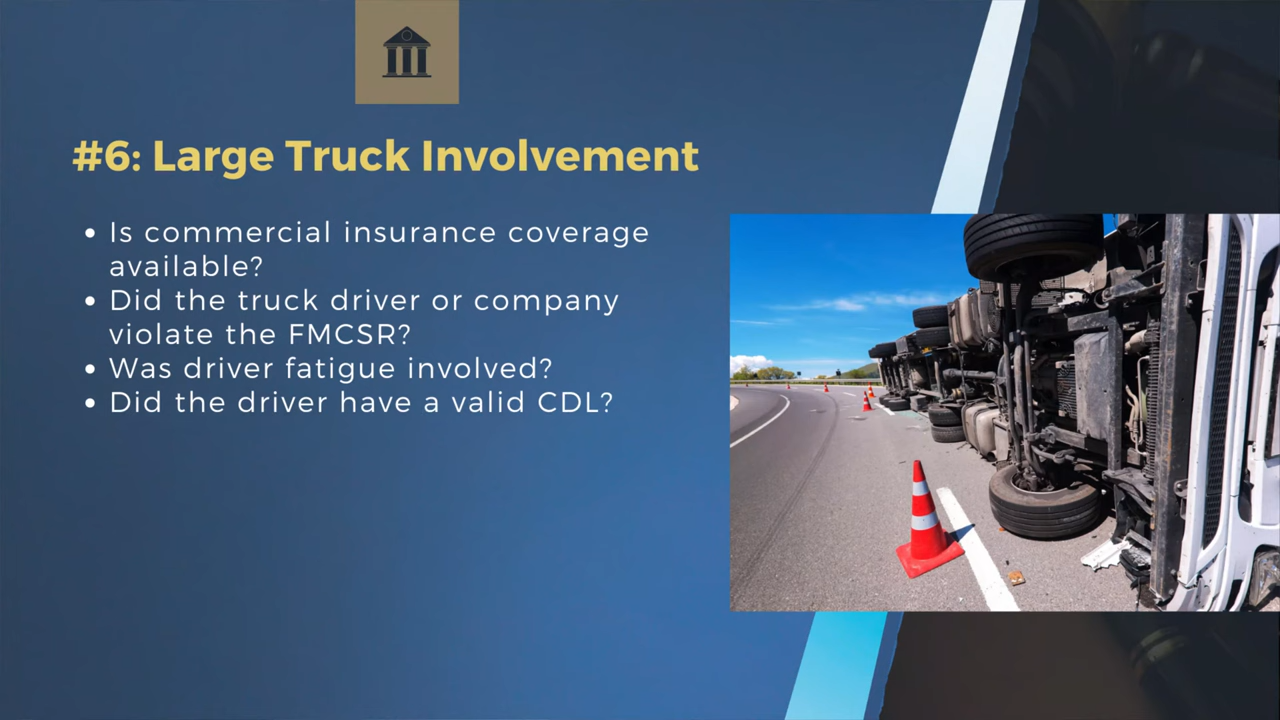 #6: Large Truck Involvement
• Is commercial insurance coverage
available?
• Did the truck driver or company
violate the FMCSR?
• Was driver fatigue involved?
• Did the driver have a valid CDL?